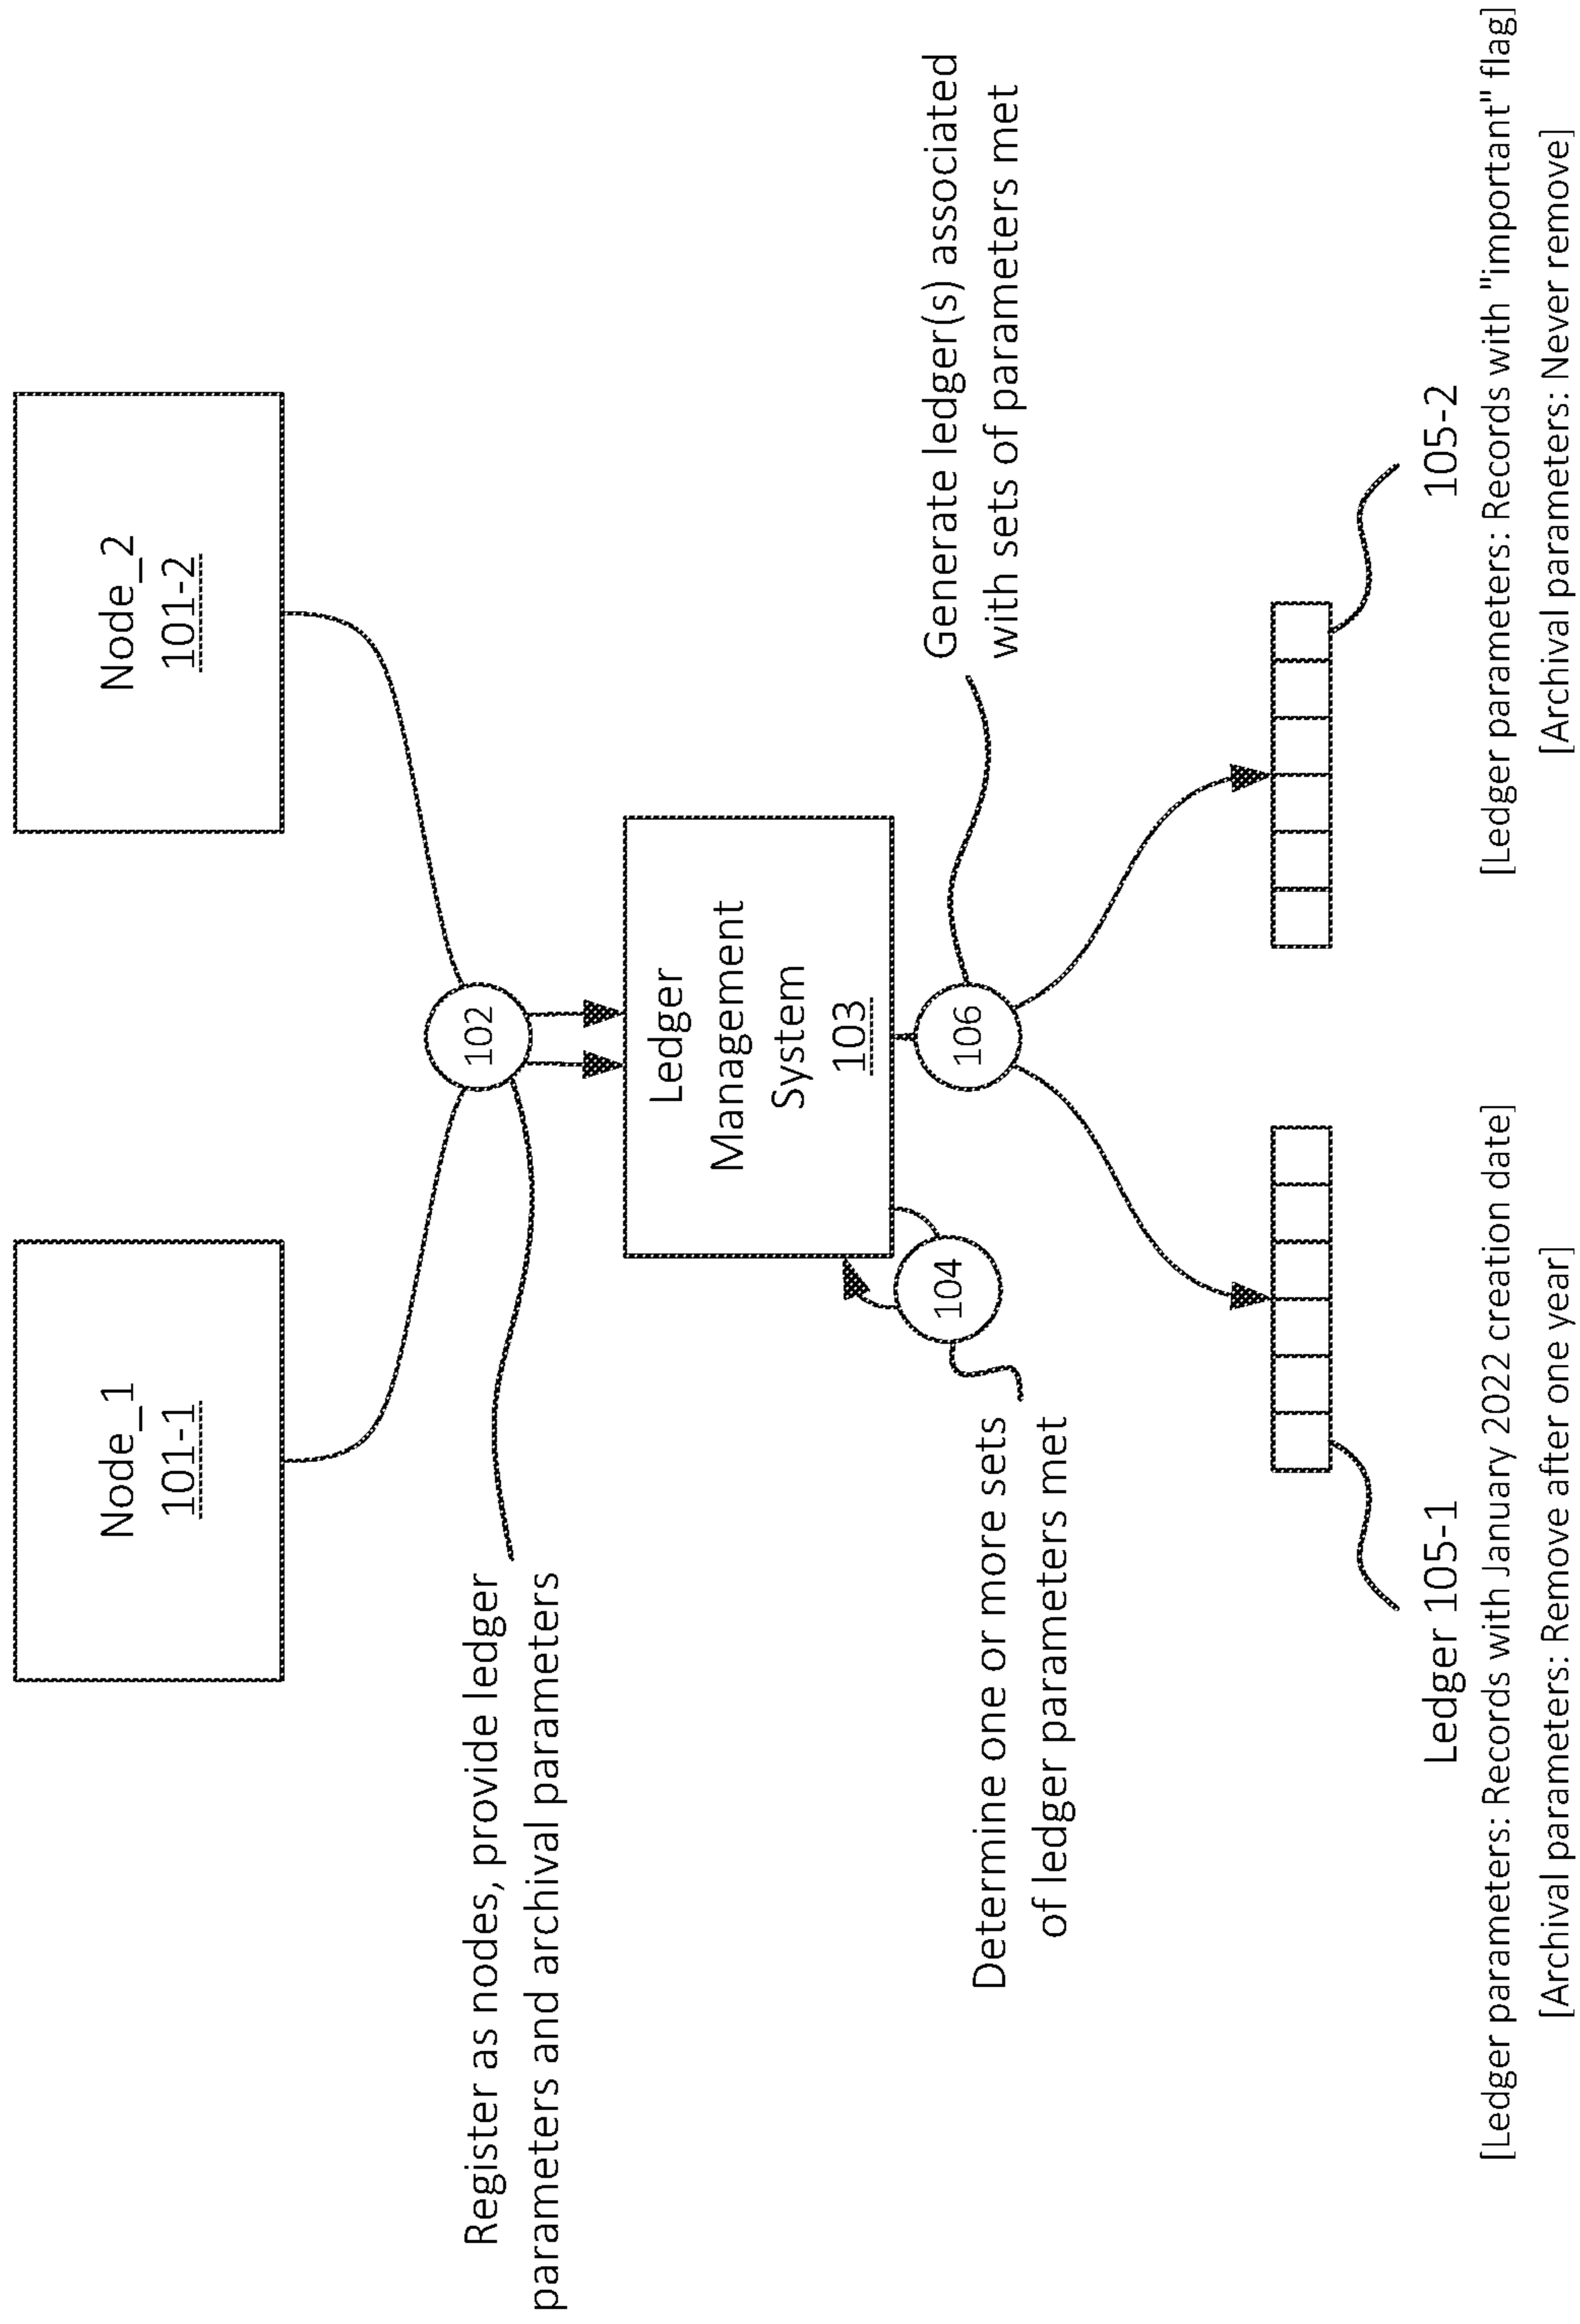 Node_1
101-1
Node_2
101-2
Register as nodes, provide ledger
parameters and archival parameters
102
Ledger
Management
System
103
Determine one or more sets
of ledger parameters met
104
106
Generate ledger(s) associated
with sets of parameters met
Ledger 105-1
[Ledger parameters: Records with January 2022 creation date]
[Archival parameters: Remove after one year]
105-2
[Ledger parameters: Records with "important" flag]
[Archival parameters: Never remove]